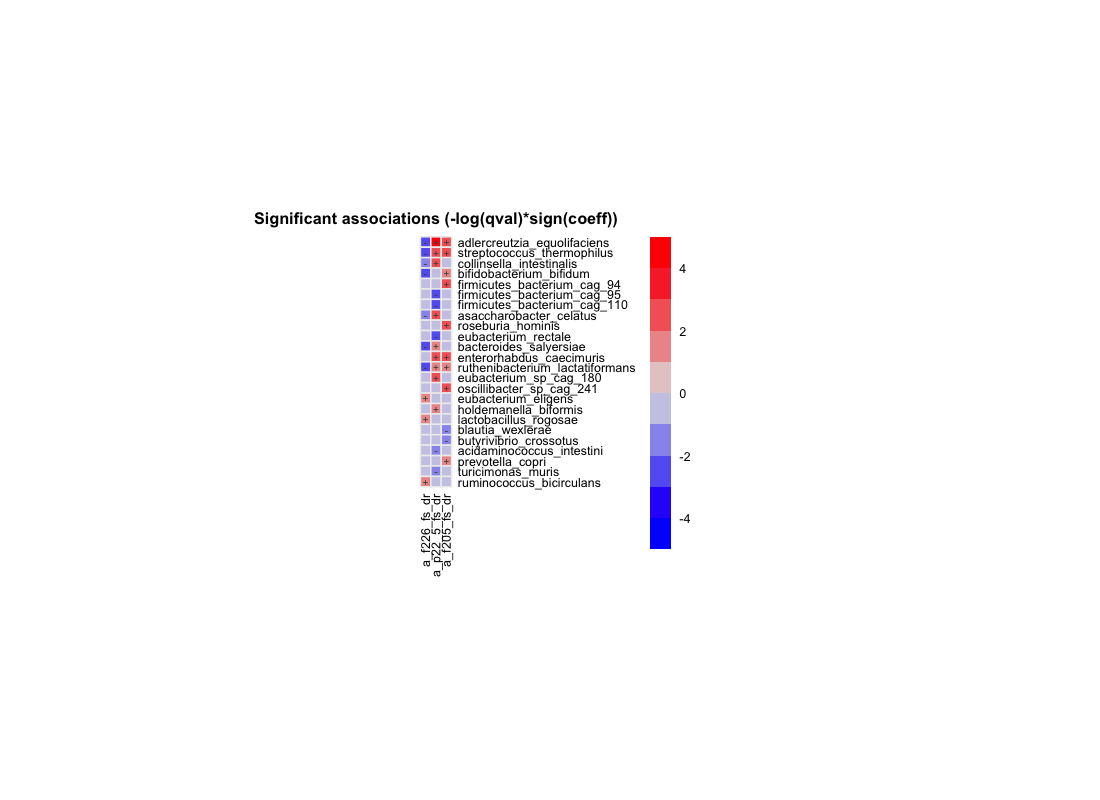 Significant associations (-log(qval)*sign(coeff))
- + + adlercreutzia_equolifaciens
- + + streptococcus_thermophilus
- + collinsella_intestinalis
- + bifidobacterium_bifidum
+ firmicutes_bacterium_cag_94
- firmicutes_bacterium_cag_95
- firmicutes_bacterium_cag_110
- + asaccharobacter_celatus
+ roseburia_hominis
- eubacterium_rectale
- + bacteroides_salyersiae
+ + enterorhabdus_caecimuris
- + + ruthenibacterium_lactatiformans
+ eubacterium_sp_cag_180
+ oscillibacter_sp_cag_241
+ eubacterium_eligens
+ holdemanella_biformis
+ lactobacillus_rogosae
- blautia_wexlerae
- butyrivibrio_crossotus
- acidaminococcus_intestini
+ prevotella_copri
- turicimonas_muris
+ ruminococcus_bicirculans
a_f226_fs_dr
a_p22_5_fs_dr
a_f205_fs_dr
4
2
0
-2
-4